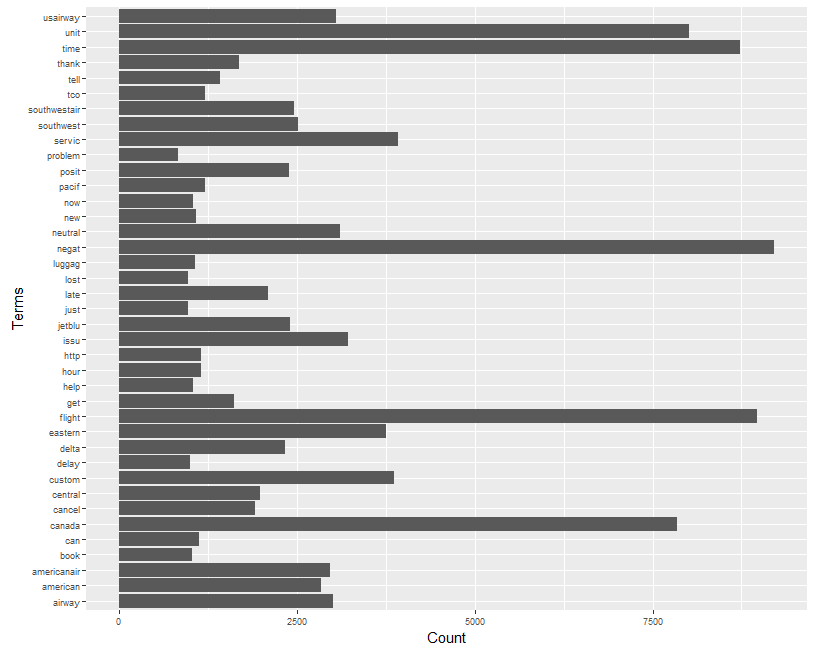 usairway
unit
time
thank
tell
tco
southwestair
southwest
servic
problem
posit
pacif
now
new
neutral
negat
luggag
lost
late
just
jetblu
issu
http
hour
help
get
flight
eastern
delta
delay
custom
central
cancel
canada
can
book
americanair
american
airway
Terms
0 2500 5000 7500
Count